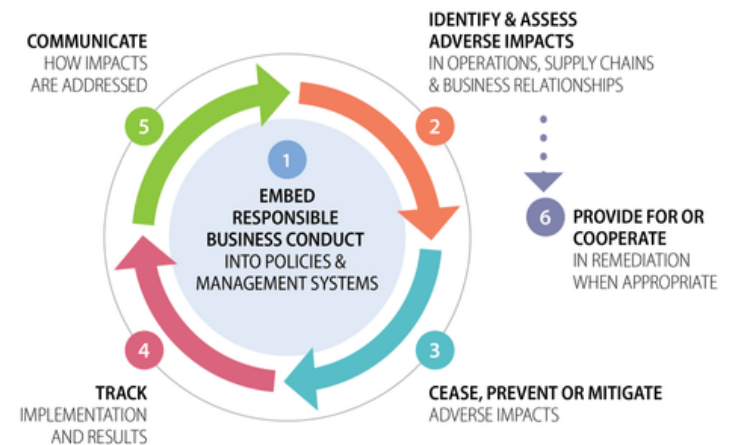 1
EMBED
RESPONSIBLE
BUSINESS CONDUCT
INTO POLICIES &
MANAGEMENT SYSTEMS
2
IDENTIFY & ASSESS
ADVERSE IMPACTS
IN OPERATIONS, SUPPLY CHAINS
& BUSINESS RELATIONSHIPS
3
CEASE, PREVENT OR MITIGATE
ADVERSE IMPACTS
4
TRACK
IMPLEMENTATION
AND RESULTS
5
COMMUNICATE
HOW IMPACTS
ARE ADDRESSED
6
PROVIDE FOR OR
COOPERATE
IN REMEDIATION
WHEN APPROPRIATE